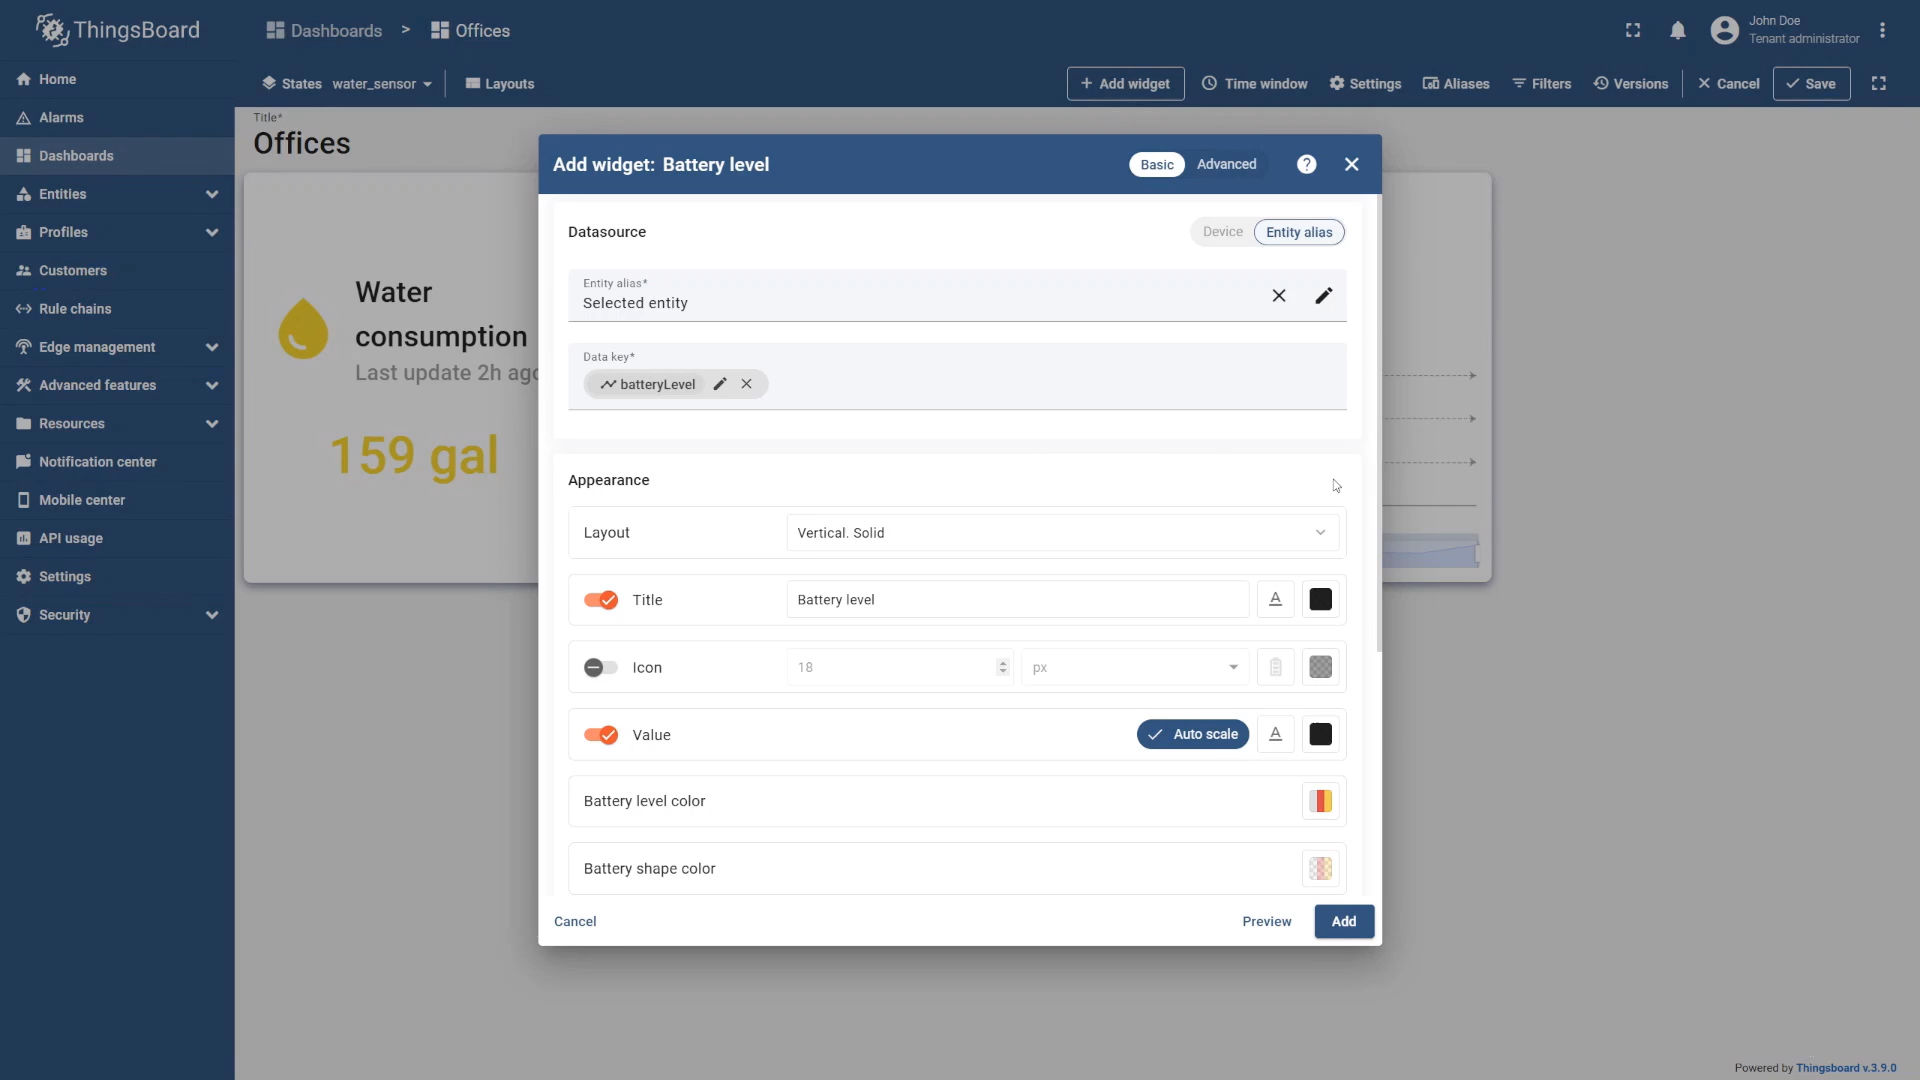 ThingsBoard
Dashboards > Offices
John Doe
Tenant administrator
States water_sensor
Layouts
+ Add widget
Time window
Settings
Aliases
Filters
Versions
Cancel
Save
Home
Alarms
Dashboards
Entities
Profiles
Customers
Rule chains
Edge management
Advanced features
Resources
Notification center
Mobile center
API usage
Settings
Security
Title*
Offices
Water
consumption
Last update 2h ago
159 gal
Add widget: Battery level
Basic
Advanced
?
Datasource
Device
Entity alias
Entity alias*
Selected entity
Data key*
batteryLevel
Appearance
Layout
Vertical. Solid
Title
Battery level
A
Icon
18
px
Value
Auto scale
A
Battery level color
Battery shape color
Cancel
Preview
Add
Powered by Thingsboard v.3.9.0